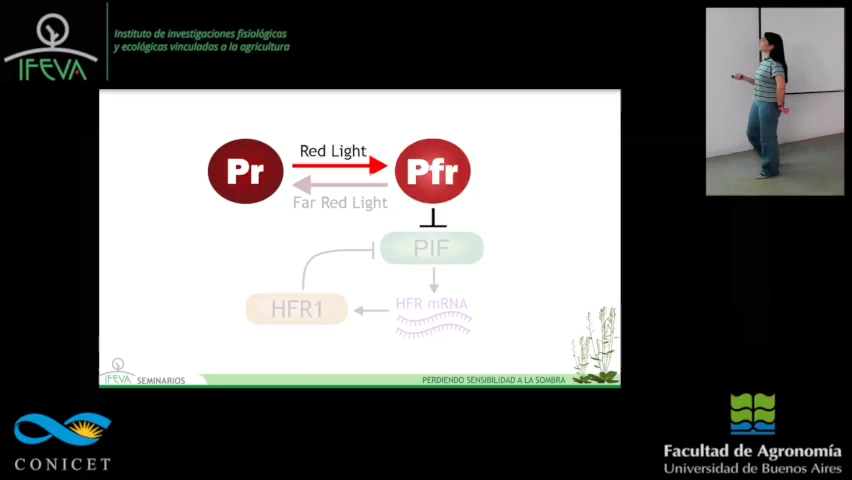 Instituto de investigaciones fisiológicas
y ecológicas vinculadas a la agricultura
IFEVA
Red Light
Pr
Pfr
Far Red Light
PIF
HFR1
HFR mRNA
IFEVA SEMINARIOS
PERDIENDO SENSIBILIDAD A LA SOMBRA
CONICET
Facultad de Agronomía
Universidad de Buenos Aires